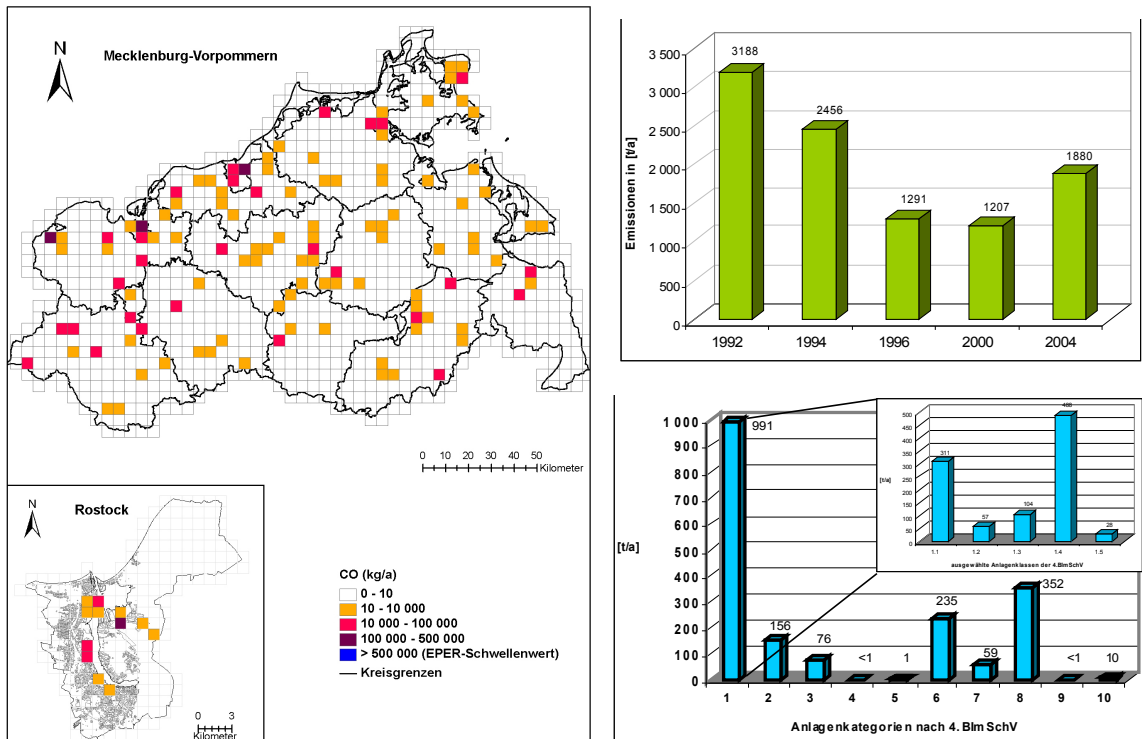 N
Mecklenburg-Vorpommern
0 10 20 30 40 50
Kilometer
N
Rostock
0 3
Kilometer
CO (kg/a)
0 - 10
10 - 10 000
10 000 - 100 000
100 000 - 500 000
> 500 000 (EPER-Schwellenwert)
Kreisgrenzen
Emissionen in [t/a]
3 500
3 000
2 500
2 000
1 500
1 000
500
0
3188
2456
1291
1207
1880
1992 1994 1996 2000 2004
[t/a]
1 000
900
800
700
600
500
400
300
200
100
0
991
156
76
<1
1
235
59
352
<1
10
1 2 3 4 5 6 7 8 9 10
Anlagenkategorien nach 4. BImSchV
[t/a]
500
450
400
350
300
250
200
150
100
50
0
311
57
104
488
28
1.1 1.2 1.3 1.4 1.5
ausgewählte Anlagenklassen der 4.BImSchV